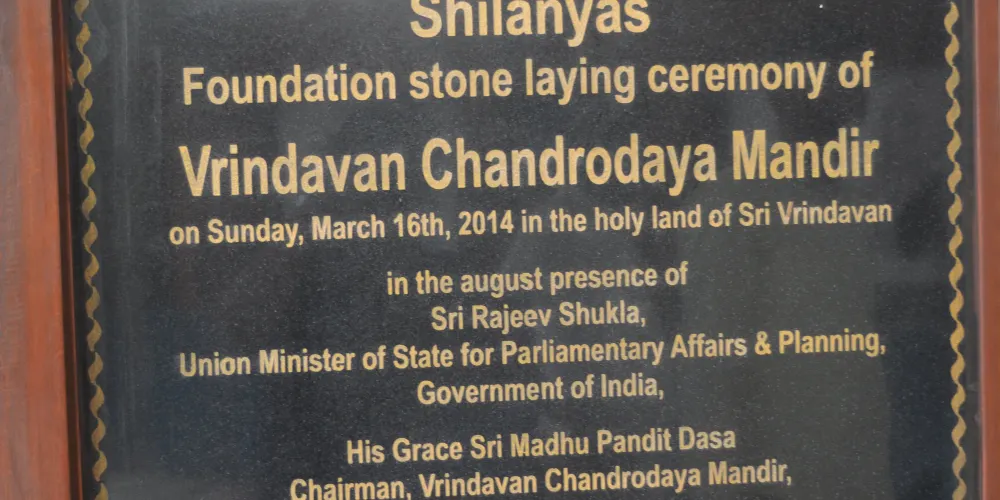 Shilanyas
Foundation stone laying ceremony of
Vrindavan Chandrodaya Mandir
on Sunday, March 16th, 2014 in the holy land of Sri Vrindavan
in the august presence of
Sri Rajeev Shukla,
Union Minister of State for Parliamentary Affairs & Planning,
Government of India,
His Grace Sri Madhu Pandit Dasa
Chairman, Vrindavan Chandrodaya Mandir,